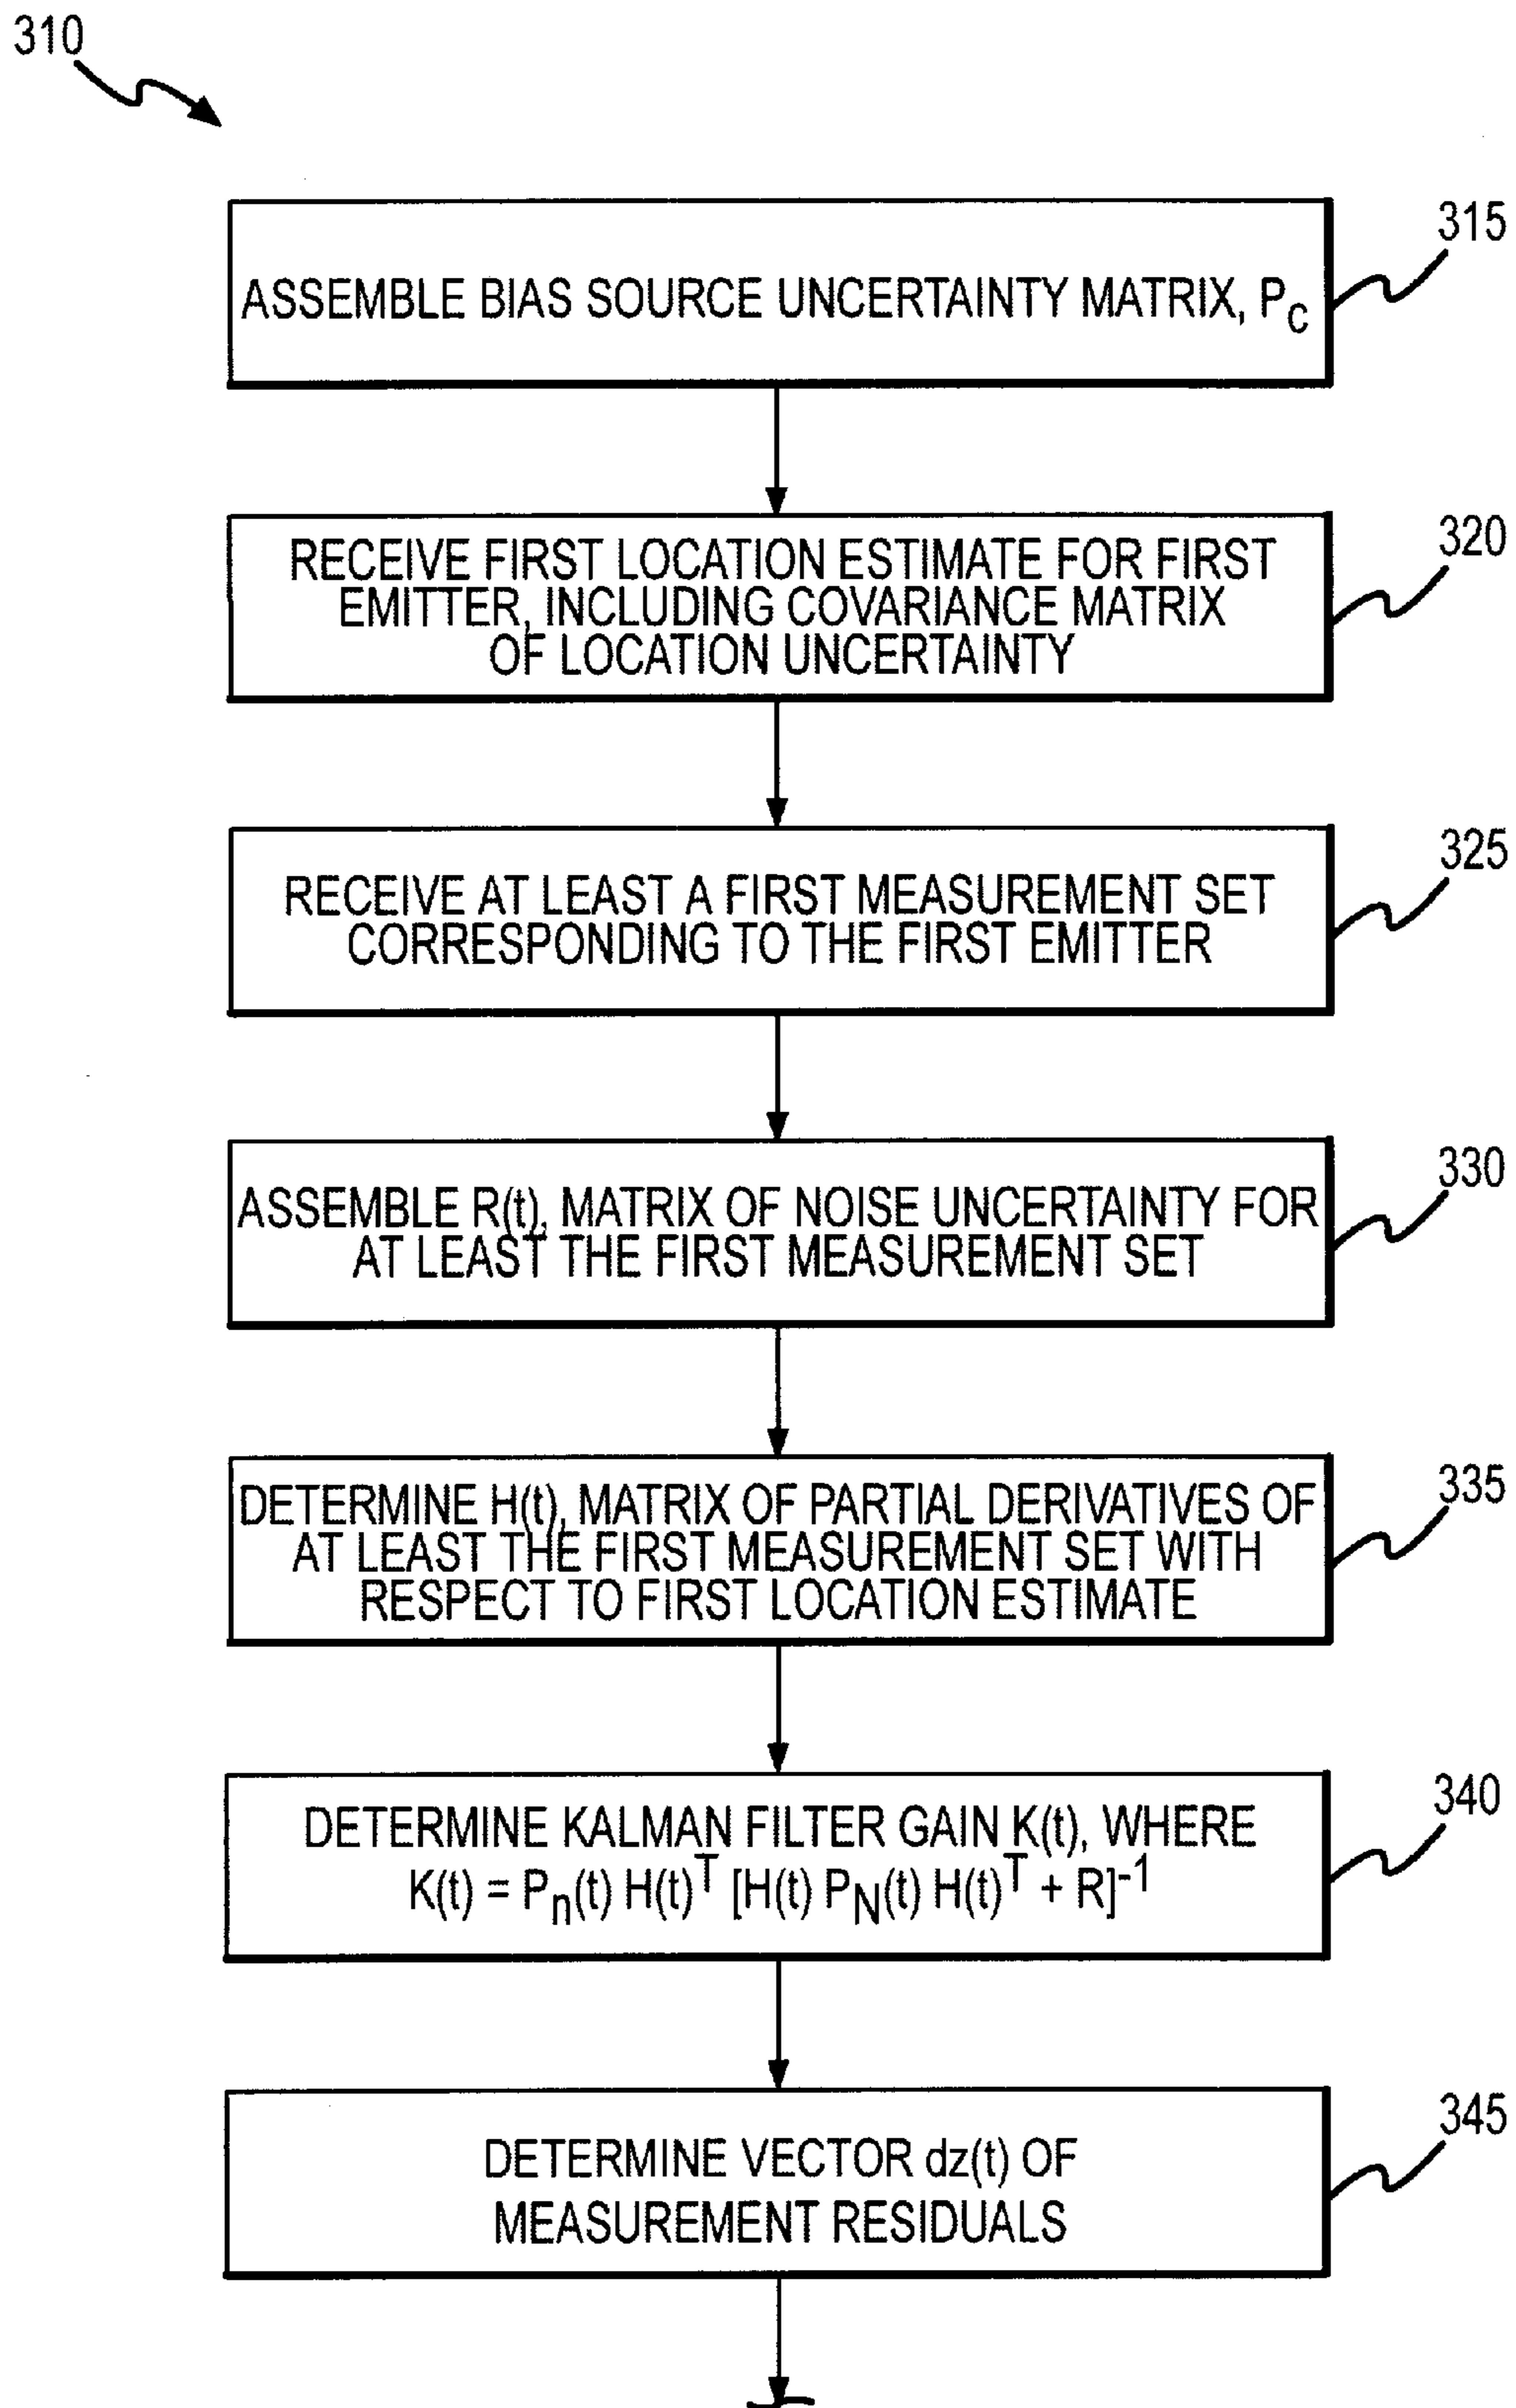 310
ASSEMBLE BIAS SOURCE UNCERTAINTY MATRIX, P_C
315
RECEIVE FIRST LOCATION ESTIMATE FOR FIRST
EMITTER, INCLUDING COVARIANCE MATRIX
OF LOCATION UNCERTAINTY
320
RECEIVE AT LEAST A FIRST MEASUREMENT SET
CORRESPONDING TO THE FIRST EMITTER
325
ASSEMBLE R(t), MATRIX OF NOISE UNCERTAINTY FOR
AT LEAST THE FIRST MEASUREMENT SET
330
DETERMINE H(t), MATRIX OF PARTIAL DERIVATIVES OF
AT LEAST THE FIRST MEASUREMENT SET WITH
RESPECT TO FIRST LOCATION ESTIMATE
335
DETERMINE KALMAN FILTER GAIN K(t), WHERE
K(t) = P_n(t) H(t)^T [H(t) P_N(t) H(t)^T + R]^-1
340
DETERMINE VECTOR dz(t) OF
MEASUREMENT RESIDUALS
345